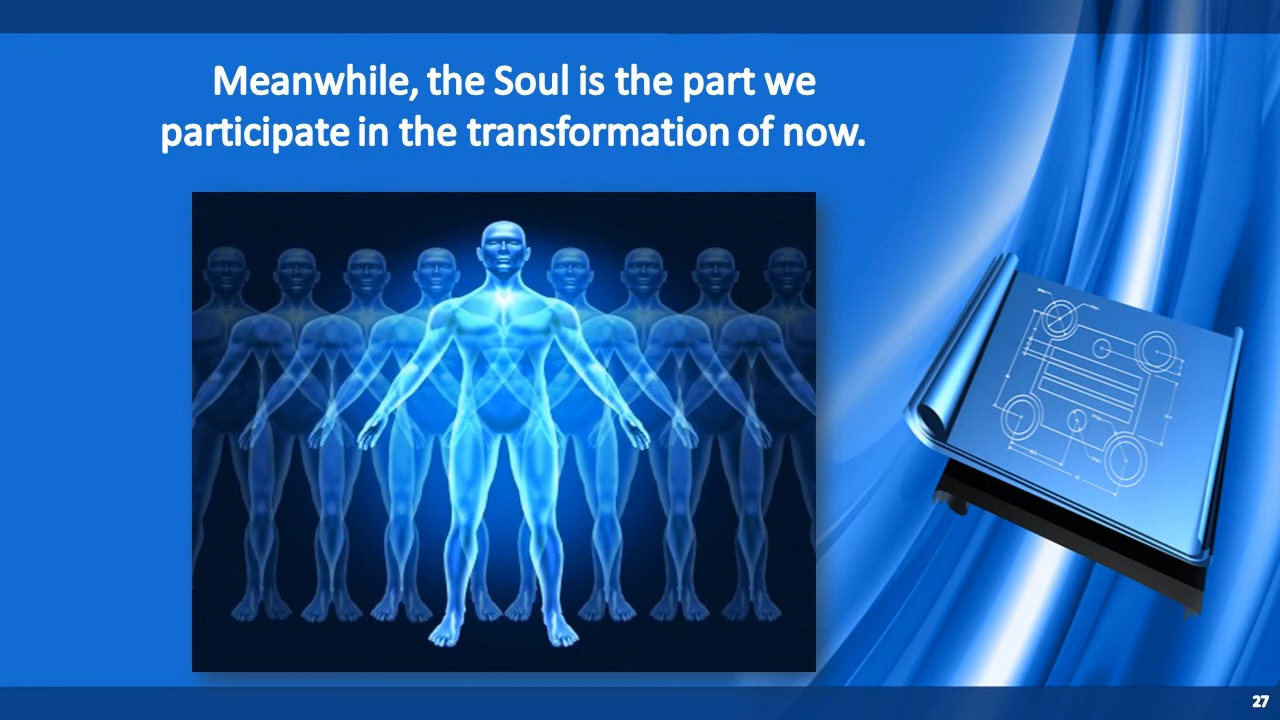 Meanwhile, the Soul is the part we
participate in the transformation of now.
27